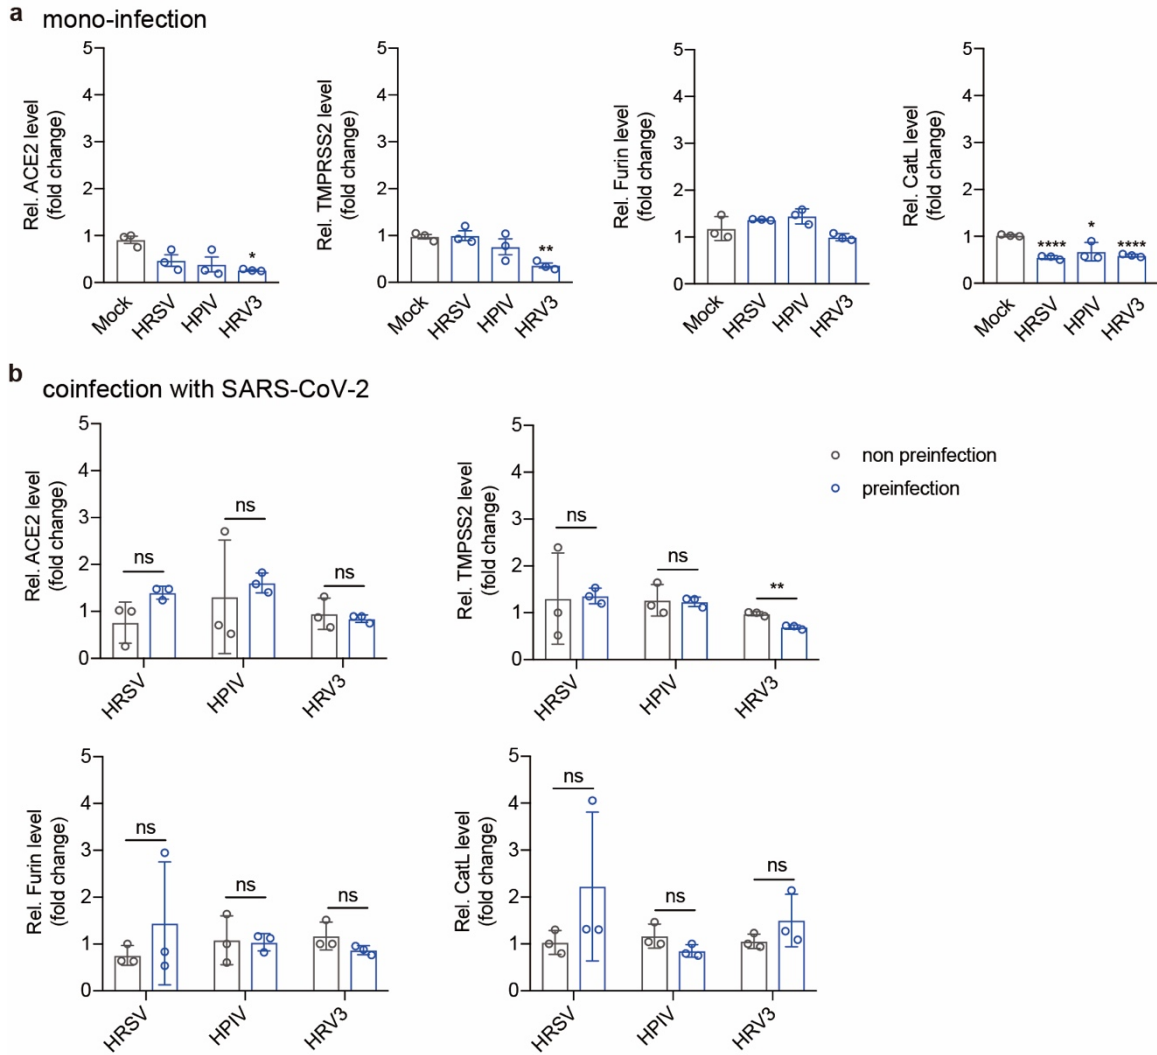 a mono-infection
Rel. ACE2 level
(fold change)
5
4
3
2
1
0
*
Mock
HRSV
HPIV
HRV3
Rel. TMPRSS2 level
(fold change)
5
4
3
2
1
0
**
Mock
HRSV
HPIV
HRV3
Rel. Furin level
(fold change)
5
4
3
2
1
0
Mock
HRSV
HPIV
HRV3
Rel. CatL level
(fold change)
5
4
3
2
1
0
**** * ****
Mock
HRSV
HPIV
HRV3
b coinfection with SARS-CoV-2
Rel. ACE2 level
(fold change)
5
4
3
2
1
0
ns
ns
ns
HRSV
HPIV
HRV3
Rel. TMPSS2 level
(fold change)
5
4
3
2
1
0
ns
ns
**
HRSV
HPIV
HRV3
non preinfection
preinfection
Rel. Furin level
(fold change)
5
4
3
2
1
0
ns
ns
ns
HRSV
HPIV
HRV3
Rel. CatL level
(fold change)
5
4
3
2
1
0
ns
ns
ns
HRSV
HPIV
HRV3